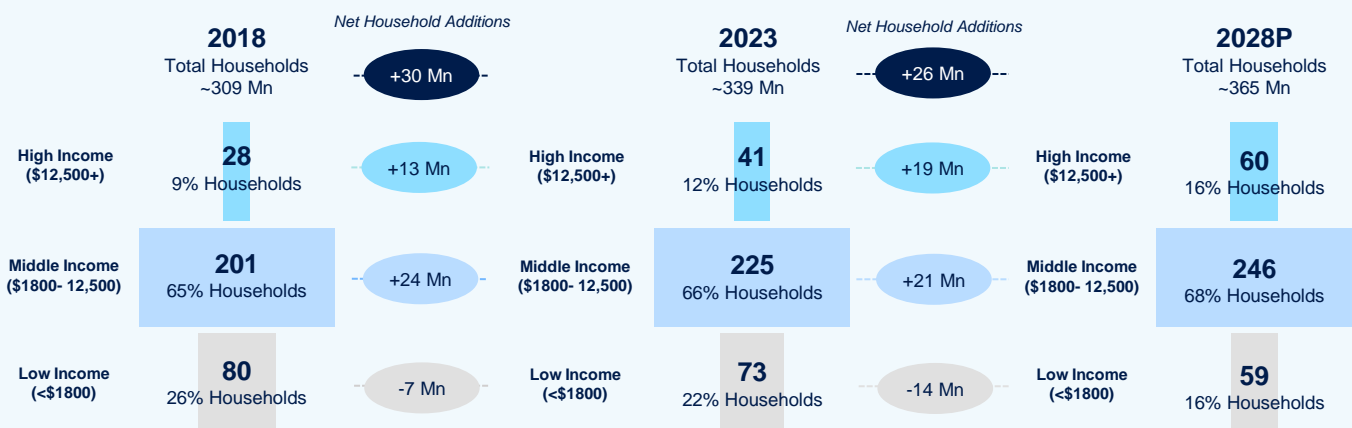 Net Household Additions
Net Household Additions
2018
Total Households
~309 Mn
+30 Mn
2023
Total Households
~339 Mn
+26 Mn
2028P
Total Households
~365 Mn
High Income
($12,500+)
28
9% Households
+13 Mn
High Income
($12,500+)
41
12% Households
+19 Mn
High Income
($12,500+)
60
16% Households
Middle Income
($1800- 12,500)
201
65% Households
+24 Mn
Middle Income
($1800- 12,500)
225
66% Households
+21 Mn
Middle Income
($1800- 12,500)
246
68% Households
Low Income
(<$1800)
80
26% Households
-7 Mn
Low Income
(<$1800)
73
22% Households
-14 Mn
Low Income
(<$1800)
59
16% Households